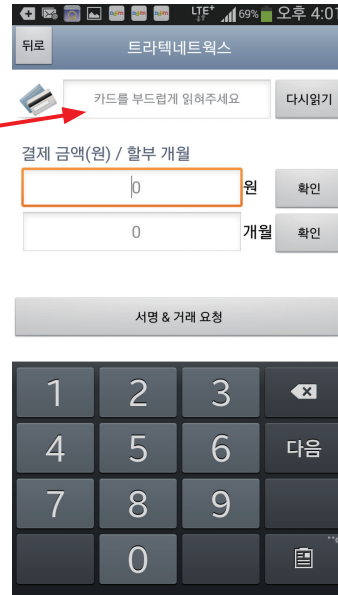 LTE+ 69% 오후 4:01
뒤로 트라텍네트웍스
카드를 부드럽게 읽혀주세요 다시읽기
결제 금액(원) / 할부 개월
0 원 확인
0 개월 확인
서명 & 거래 요청
1 2 3
4 5 6 다음
7 8 9
0